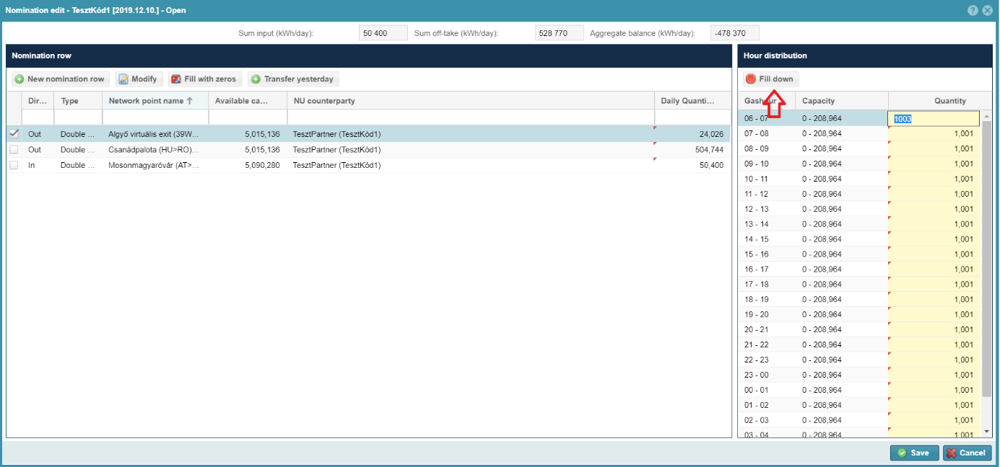 Nomination edit - TesztKód1 [2019.12.10.] - Open
Sum input (kWh/day): 50 400 Sum off-take (kWh/day): 528 770 Aggregate balance (kWh/day): -478 370
Nomination row
New nomination row Modify Fill with zeros Transfer yesterday
Dir... Type Network point name Available ca... NU counterparty Daily Quanti...
Out Double ... Algyő virtuális exit (39W... 5,015,136 TesztPartner (TesztKód1) 24,026
Out Double ... Csanádpalota (HU>RO)... 5,015,136 TesztPartner (TesztKód1) 504,744
In Double ... Mosonmagyaróvár (AT>... 5,090,280 TesztPartner (TesztKód1) 50,400
Hour distribution
Fill down
Capacity Quantity
06 - 07 0 - 208,964 1003
07 - 08 0 - 208,964 1,001
08 - 09 0 - 208,964 1,001
09 - 10 0 - 208,964 1,001
10 - 11 0 - 208,964 1,001
11 - 12 0 - 208,964 1,001
12 - 13 0 - 208,964 1,001
13 - 14 0 - 208,964 1,001
14 - 15 0 - 208,964 1,001
15 - 16 0 - 208,964 1,001
16 - 17 0 - 208,964 1,001
17 - 18 0 - 208,964 1,001
18 - 19 0 - 208,964 1,001
19 - 20 0 - 208,964 1,001
20 - 21 0 - 208,964 1,001
21 - 22 0 - 208,964 1,001
22 - 23 0 - 208,964 1,001
23 - 00 0 - 208,964 1,001
00 - 01 0 - 208,964 1,001
01 - 02 0 - 208,964 1,001
02 - 03 0 - 208,964 1,001
03 - 04 0 - 208,964 1,001
Save Cancel